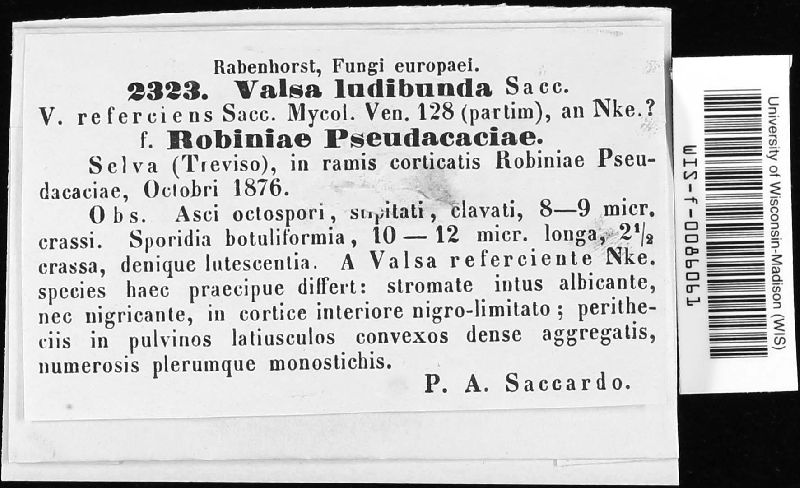 Rabenhorst, Fungi europaei.
2323. Valsa ludibunda Sacc.
V. referciens Sacc. Mycol. Ven. 128 (partim), an Nke.?
f. Robiniae Pseudacaciae.
Selva (Treviso), in ramis corticatis Robiniae Pseu-
dacaciae, Octobri 1876.
Obs. Asci octospori, stipitati, clavati, 8—9 micr.
crassi. Sporidia botuliformia, 10 — 12 micr. longa, 2½
crassa, denique lutescentia. A Valsa referciente Nke.
species haec praecipue differt: stromate intus albicante,
nec nigricante, in cortice interiore nigro-limitato; perithe-
ciis in pulvinos latiusculos convexos dense aggregatis,
numerosis plerumque monostichis.
P. A. Saccardo.
University of Wisconsin-Madison (WIS)
WIS-f-0086061